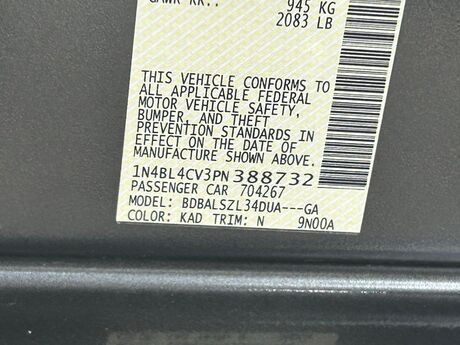 945 KG
2083 LB
THIS VEHICLE CONFORMS TO
ALL APPLICABLE FEDERAL
MOTOR VEHICLE SAFETY,
BUMPER, AND THEFT
PREVENTION STANDARDS IN
EFFECT ON THE DATE OF
MANUFACTURE SHOWN ABOVE.
1N4BL4CV3PN388732
PASSENGER CAR 704267
MODEL: BDBALSZL34DUA---GA
COLOR: KAD TRIM: N 9N00A